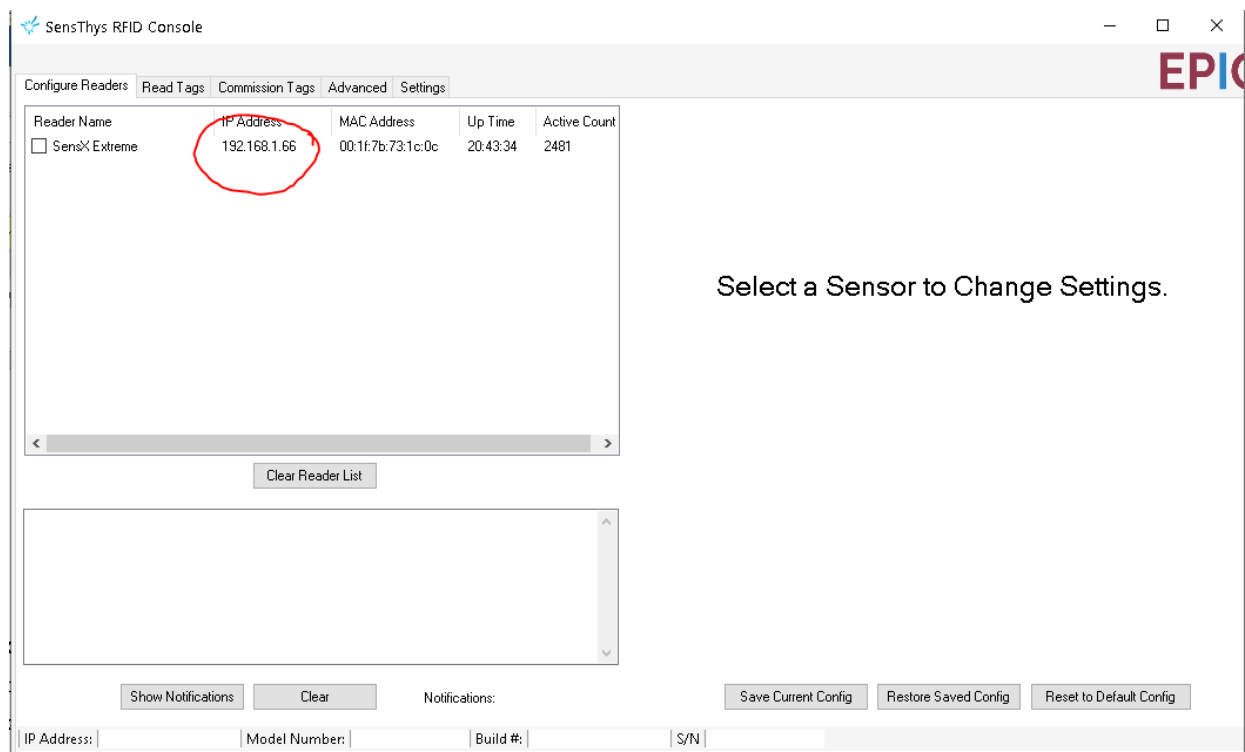 SensThys RFID Console
EPIC
Configure Readers Read Tags Commission Tags Advanced Settings
Reader Name IP Address MAC Address Up Time Active Count
SensX Extreme 192.168.1.66 00:1f:7b:73:1c:0c 20:43:34 2481
Select a Sensor to Change Settings.
Clear Reader List
Show Notifications Clear Notifications: Save Current Config Restore Saved Config Reset to Default Config
IP Address: Model Number: Build #: S/N